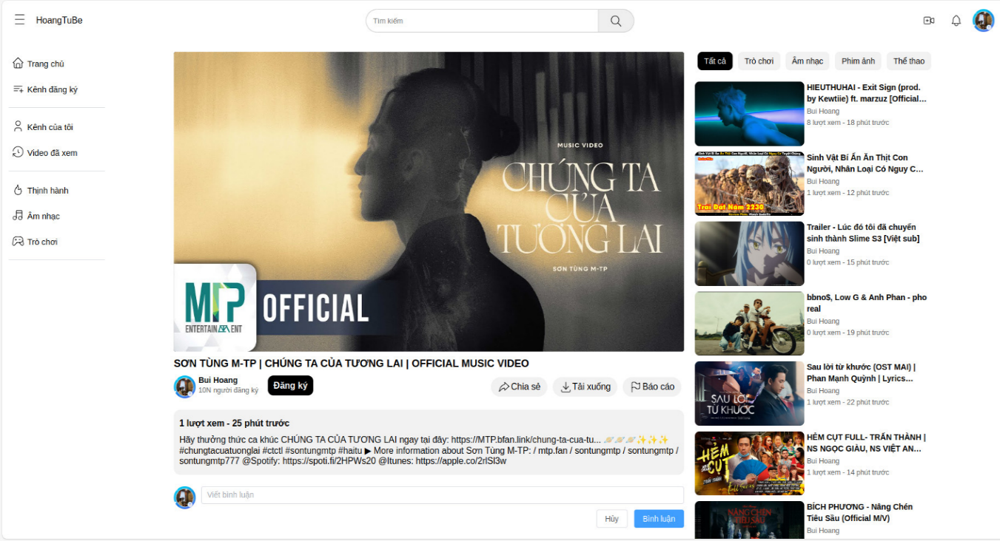 HoangTuBe
Tìm kiếm
Trang chủ
Kênh đăng ký
Kênh của tôi
Video đã xem
Thịnh hành
Âm nhạc
Trò chơi
MUSIC VIDEO
CHÚNG TA
CỦA
TƯƠNG LAI
SƠN TÙNG M-TP
MTP
ENTERTAINMENT
OFFICIAL
SƠN TÙNG M-TP | CHÚNG TA CỦA TƯƠNG LAI | OFFICIAL MUSIC VIDEO
Bui Hoang
10N người đăng ký
Đăng ký
Chia sẻ
Tải xuống
Báo cáo
1 lượt xem - 25 phút trước
Hãy thưởng thức ca khúc CHÚNG TA CỦA TƯƠNG LAI ngay tại đây: https://MTP.bfan.link/chung-ta-cua-tu... 🪐🪐🪐✨✨✨
#chungtacuatuonglai #ctctl #sontungmtp #haitu ▶ More information about Sơn Tùng M-TP: / mtp.fan / sontungmtp / sontungmtp /
sontungmtp777 @Spotify: https://spoti.fi/2HPWs20 @Itunes: https://apple.co/2rlSl3w
Viết bình luận
Hủy
Bình luận
Tất cả
Trò chơi
Âm nhạc
Phim ảnh
Thể thao
HIEUTHUHAI - Exit Sign (prod.
by Kewtiie) ft. marzuz [Official...
Bui Hoang
8 lượt xem - 18 phút trước
Trái Đất Năm 2230
Sinh Vật Bí Ẩn Ăn Thịt Con
Người, Nhân Loại Có Nguy C...
Bui Hoang
1 lượt xem - 12 phút trước
Trailer - Lúc đó tôi đã chuyển
sinh thành Slime S3 [Việt sub]
Bui Hoang
0 lượt xem - 15 phút trước
bbno$, Low G & Anh Phan - pho
real
Bui Hoang
0 lượt xem - 19 phút trước
SAU LỜI
TỪ KHƯỚC
Sau lời từ khước (OST MAI) |
Phan Mạnh Quỳnh | Lyrics...
Bui Hoang
1 lượt xem - 22 phút trước
HẺM
CỤT
HẺM CỤT FULL- TRẤN THÀNH |
NS NGỌC GIÀU, NS VIỆT AN...
Bui Hoang
1 lượt xem - 14 phút trước
NÂNG CHÉN
TIÊU SẦU
BÍCH PHƯƠNG - Nâng Chén
Tiêu Sầu (Official M/V)
Bui Hoang